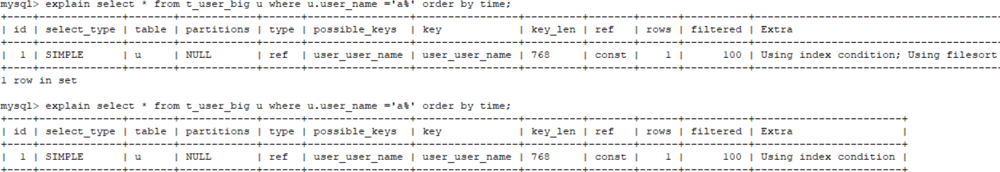 mysql> explain select * from t_user_big u where u.user_name ='a%' order by time;
+----+-------------+-------+------------+------+----------------+----------------+---------+-------+------+----------+---------------------------------------
| id | select_type | table | partitions | type | possible_keys  | key            | key_len | ref   | rows | filtered | Extra
+----+-------------+-------+------------+------+----------------+----------------+---------+-------+------+----------+---------------------------------------
|  1 | SIMPLE      | u     | NULL       | ref  | user_user_name | user_user_name | 768     | const |    1 |      100 | Using index condition; Using filesort
+----+-------------+-------+------------+------+----------------+----------------+---------+-------+------+----------+---------------------------------------
1 row in set
mysql> explain select * from t_user_big u where u.user_name ='a%' order by time;
+----+-------------+-------+------------+------+----------------+----------------+---------+-------+------+----------+-----------------------+
| id | select_type | table | partitions | type | possible_keys  | key            | key_len | ref   | rows | filtered | Extra                 |
+----+-------------+-------+------------+------+----------------+----------------+---------+-------+------+----------+-----------------------+
|  1 | SIMPLE      | u     | NULL       | ref  | user_user_name | user_user_name | 768     | const |    1 |      100 | Using index condition |
+----+-------------+-------+------------+------+----------------+----------------+---------+-------+------+----------+-----------------------+